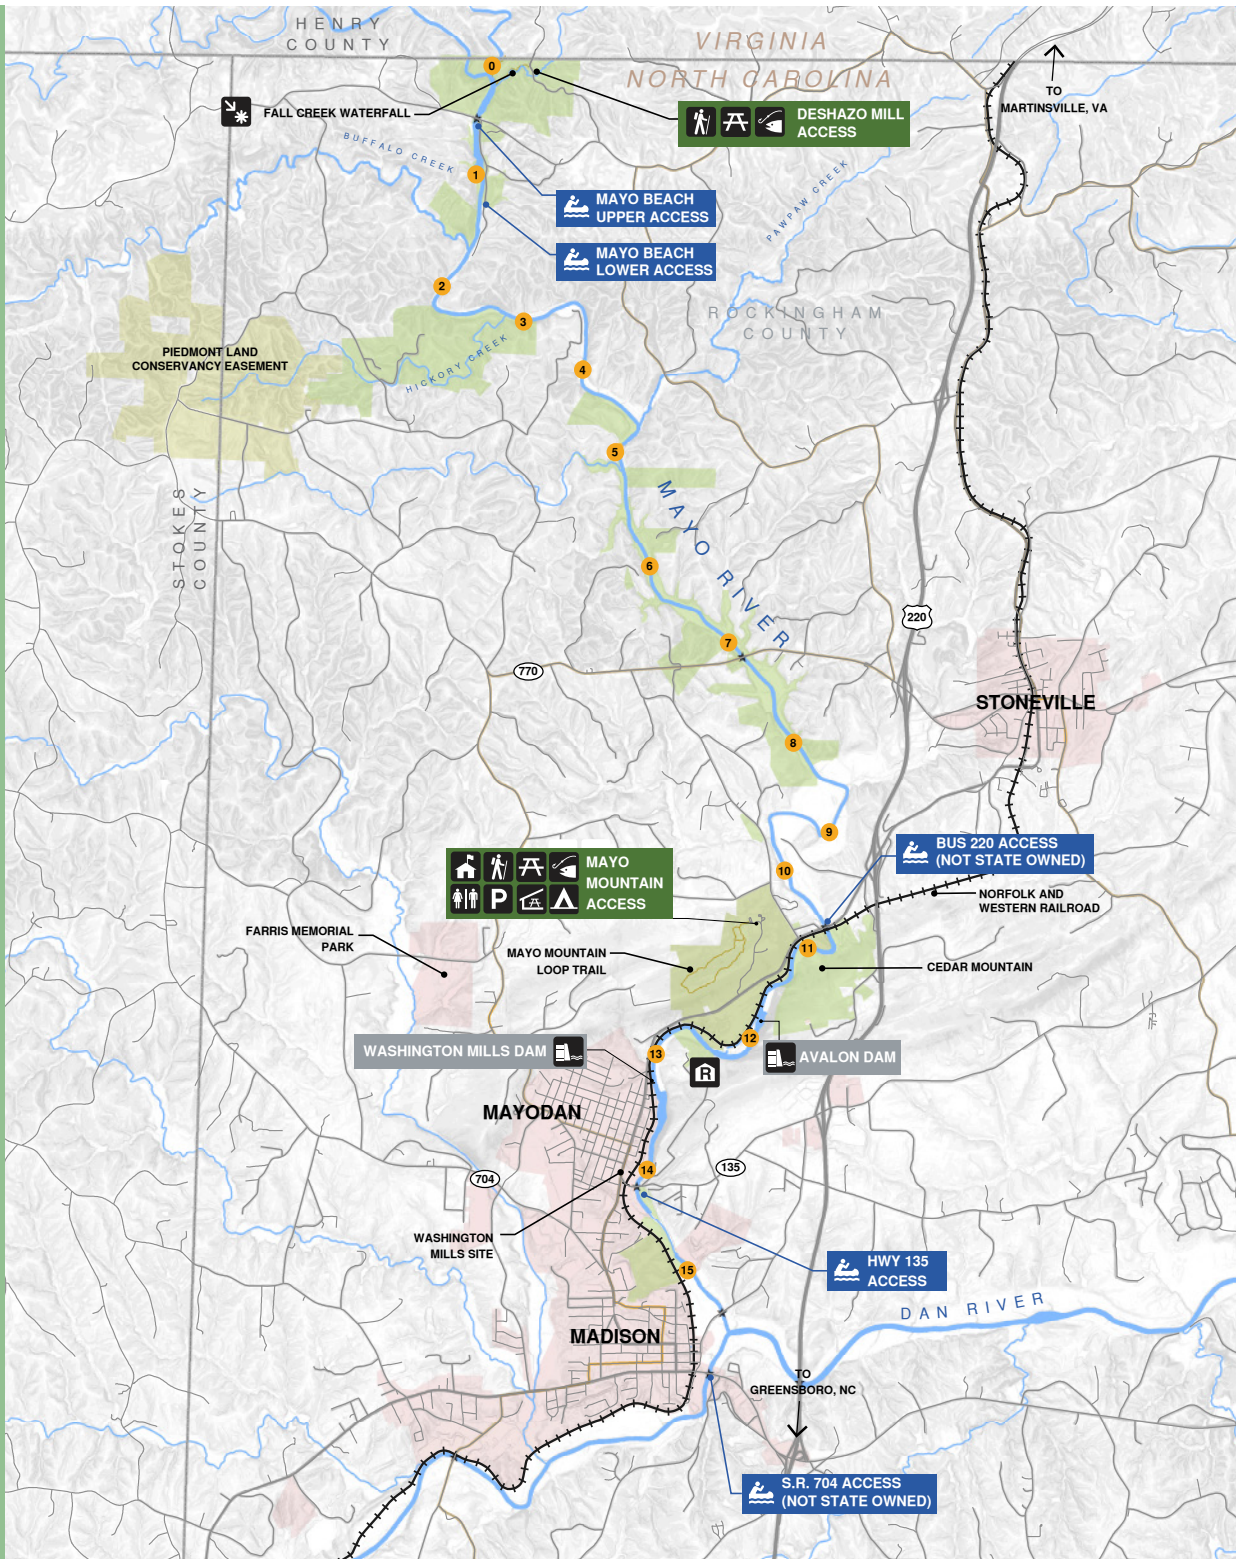 HENRY
COUNTY
VIRGINIA
NORTH CAROLINA
0
TO
MARTINSVILLE, VA
FALL CREEK WATERFALL
DESHAZO MILL
ACCESS
BUFFALO CREEK
1
PAWPAW CREEK
MAYO BEACH
UPPER ACCESS
MAYO BEACH
LOWER ACCESS
2
3
ROCKINGHAM
COUNTY
PIEDMONT LAND
CONSERVANCY EASEMENT
HICKORY CREEK
4
5
STOKES
COUNTY
MAYO RIVER
6
220
7
770
STONEVILLE
8
9
BUS 220 ACCESS
(NOT STATE OWNED)
10
MAYO
MOUNTAIN
ACCESS
P
NORFOLK AND
WESTERN RAILROAD
FARRIS MEMORIAL
PARK
MAYO MOUNTAIN
LOOP TRAIL
11
CEDAR MOUNTAIN
12
WASHINGTON MILLS DAM
13
AVALON DAM
R
MAYODAN
14
135
704
WASHINGTON
MILLS SITE
15
HWY 135
ACCESS
DAN RIVER
MADISON
TO
GREENSBORO, NC
S.R. 704 ACCESS
(NOT STATE OWNED)